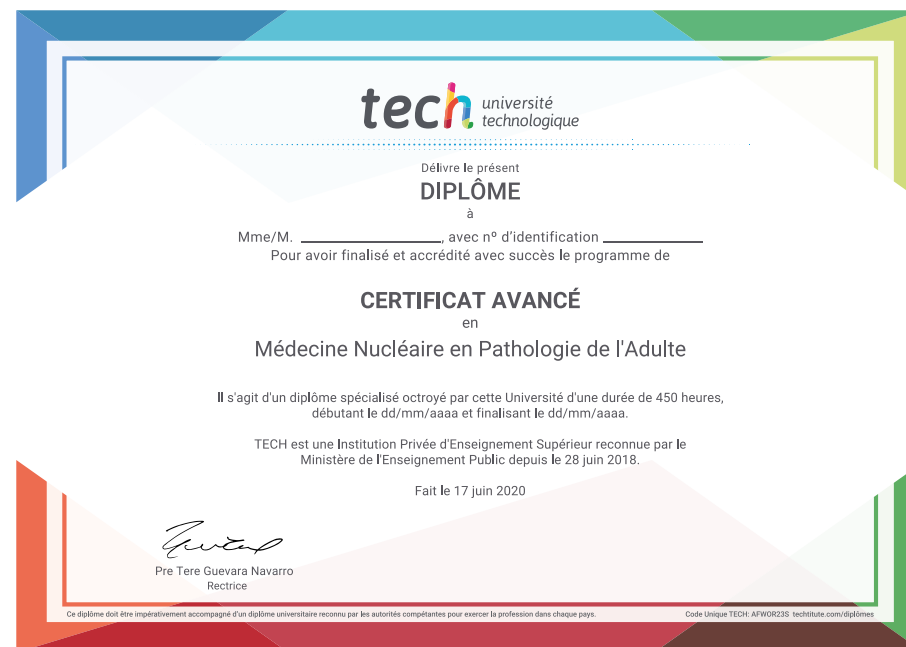 tech université
technologique
Délivre le présent
DIPLÔME
à
Mme/M. ____________________, avec nº d'identification ______________
Pour avoir finalisé et accrédité avec succès le programme de
CERTIFICAT AVANCÉ
en
Médecine Nucléaire en Pathologie de l'Adulte
Il s'agit d'un diplôme spécialisé octroyé par cette Université d'une durée de 450 heures,
débutant le dd/mm/aaaa et finalisant le dd/mm/aaaa.
TECH est une Institution Privée d'Enseignement Supérieur reconnue par le
Ministère de l'Enseignement Public depuis le 28 juin 2018.
Fait le 17 juin 2020
Pre Tere Guevara Navarro
Rectrice
Ce diplôme doit être impérativement accompagné d'un diplôme universitaire reconnu par les autorités compétantes pour exercer la profession dans chaque pays.
Code Unique TECH: AFWOR23S techtitute.com/diplômes